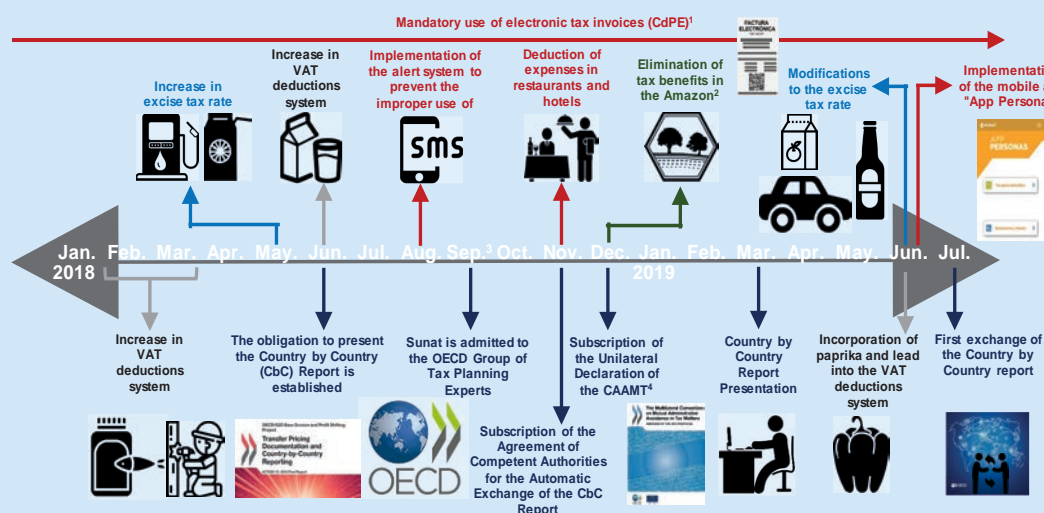 Mandatory use of electronic tax invoices (CdPE)¹
FACTURA
ELECTRÓNICA
Increase in
excise tax rate
Increase in
VAT
deductions
system
Implementation of
the alert system to
prevent the
improper use of
Deduction of
expenses in
restaurants and
hotels
Elimination of
tax benefits in
the Amazon²
Modifications
to the excise
tax rate
Implementatio
of the mobile a
"App Persona
sms
APP
PERSONAS
Jan. Feb. Mar. Apr. May. Jun. Jul. Aug. Sep.³ Oct. Nov. Dec. Jan. Feb. Mar. Apr. May. Jun. Jul.
2018 2019
Increase in
VAT
deductions
system
The obligation to present
the Country by Country
(CbC) Report is
established
Sunat is admitted to
the OECD Group of
Tax Planning
Experts
Subscription of the
Agreement of
Competent Authorities
for the Automatic
Exchange of the CbC
Report
Subscription of
the Unilateral
Declaration of
the CAAMT⁴
Country by
Country
Report
Presentation
Incorporation of
paprika and lead
into the VAT
deductions
system
First exchange of
the Country by
Country report
OECD/G20 Base Erosion and Profit Shifting
Project
Transfer Pricing
Documentation and
Country-by-Country
Reporting
OECD
The Multilateral Convention
on Mutual Administrative
Assistance in Tax Matters